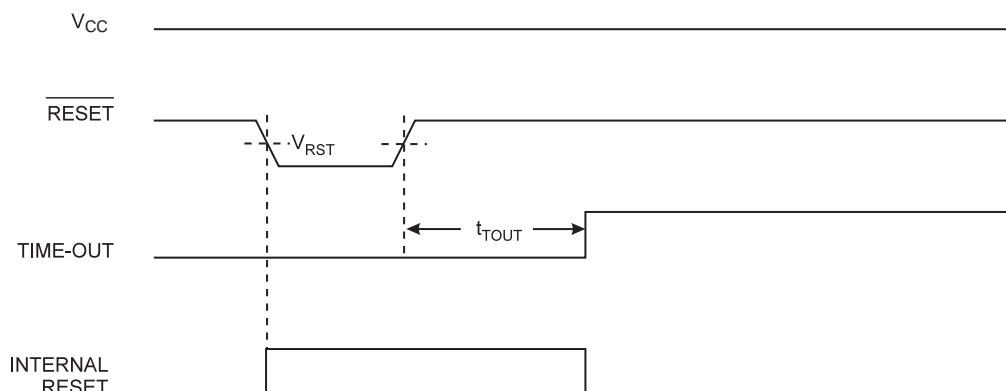 VCC
RESET
VRST
tTOUT
TIME-OUT
INTERNAL
RESET